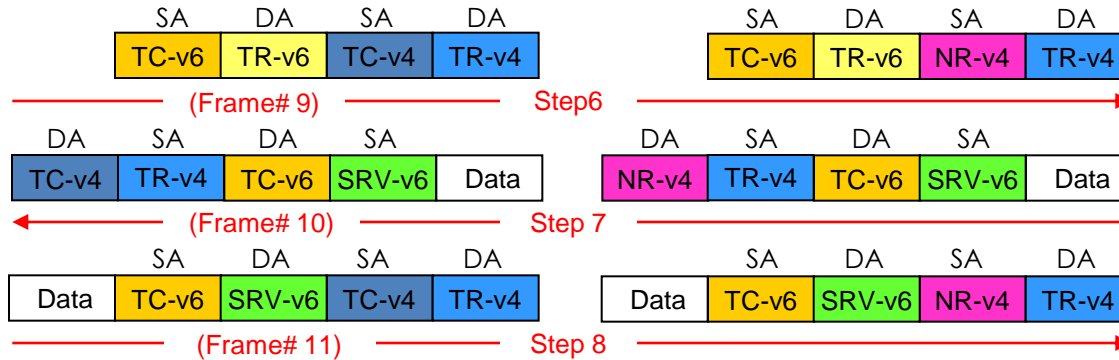 SA DA SA DA SA DA SA DA
TC-v6 TR-v6 TC-v4 TR-v4 TC-v6 TR-v6 NR-v4 TR-v4
(Frame# 9) Step6
DA SA DA SA DA SA DA SA
TC-v4 TR-v4 TC-v6 SRV-v6 Data NR-v4 TR-v4 TC-v6 SRV-v6 Data
(Frame# 10) Step 7
SA DA SA DA SA DA SA DA
Data TC-v6 SRV-v6 TC-v4 TR-v4 Data TC-v6 SRV-v6 NR-v4 TR-v4
(Frame# 11) Step 8